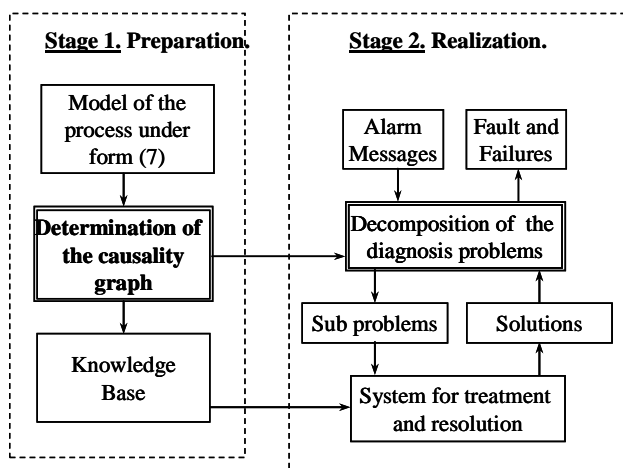 Stage 1. Preparation.
Model of the
process under
form (7)
Determination of
the causality
graph
Knowledge
Base
Stage 2. Realization.
Alarm
Messages
Fault and
Failures
Decomposition of the
diagnosis problems
Sub problems
Solutions
System for treatment
and resolution